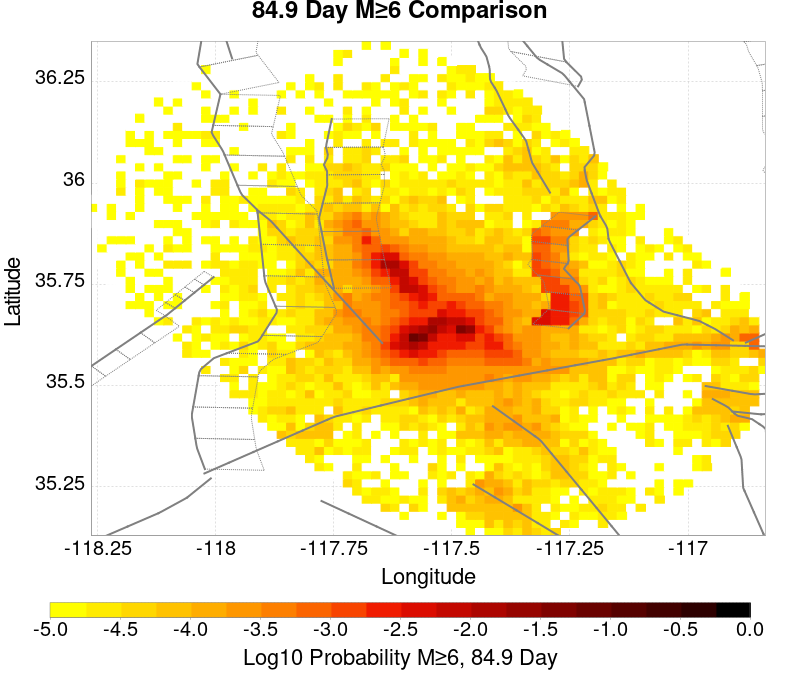 84.9 Day M≥6 Comparison
36.25
36
35.75
35.5
35.25
Latitude
-118.25 -118 -117.75 -117.5 -117.25 -117
Longitude
-5.0 -4.5 -4.0 -3.5 -3.0 -2.5 -2.0 -1.5 -1.0 -0.5 0.0
Log10 Probability M≥6, 84.9 Day